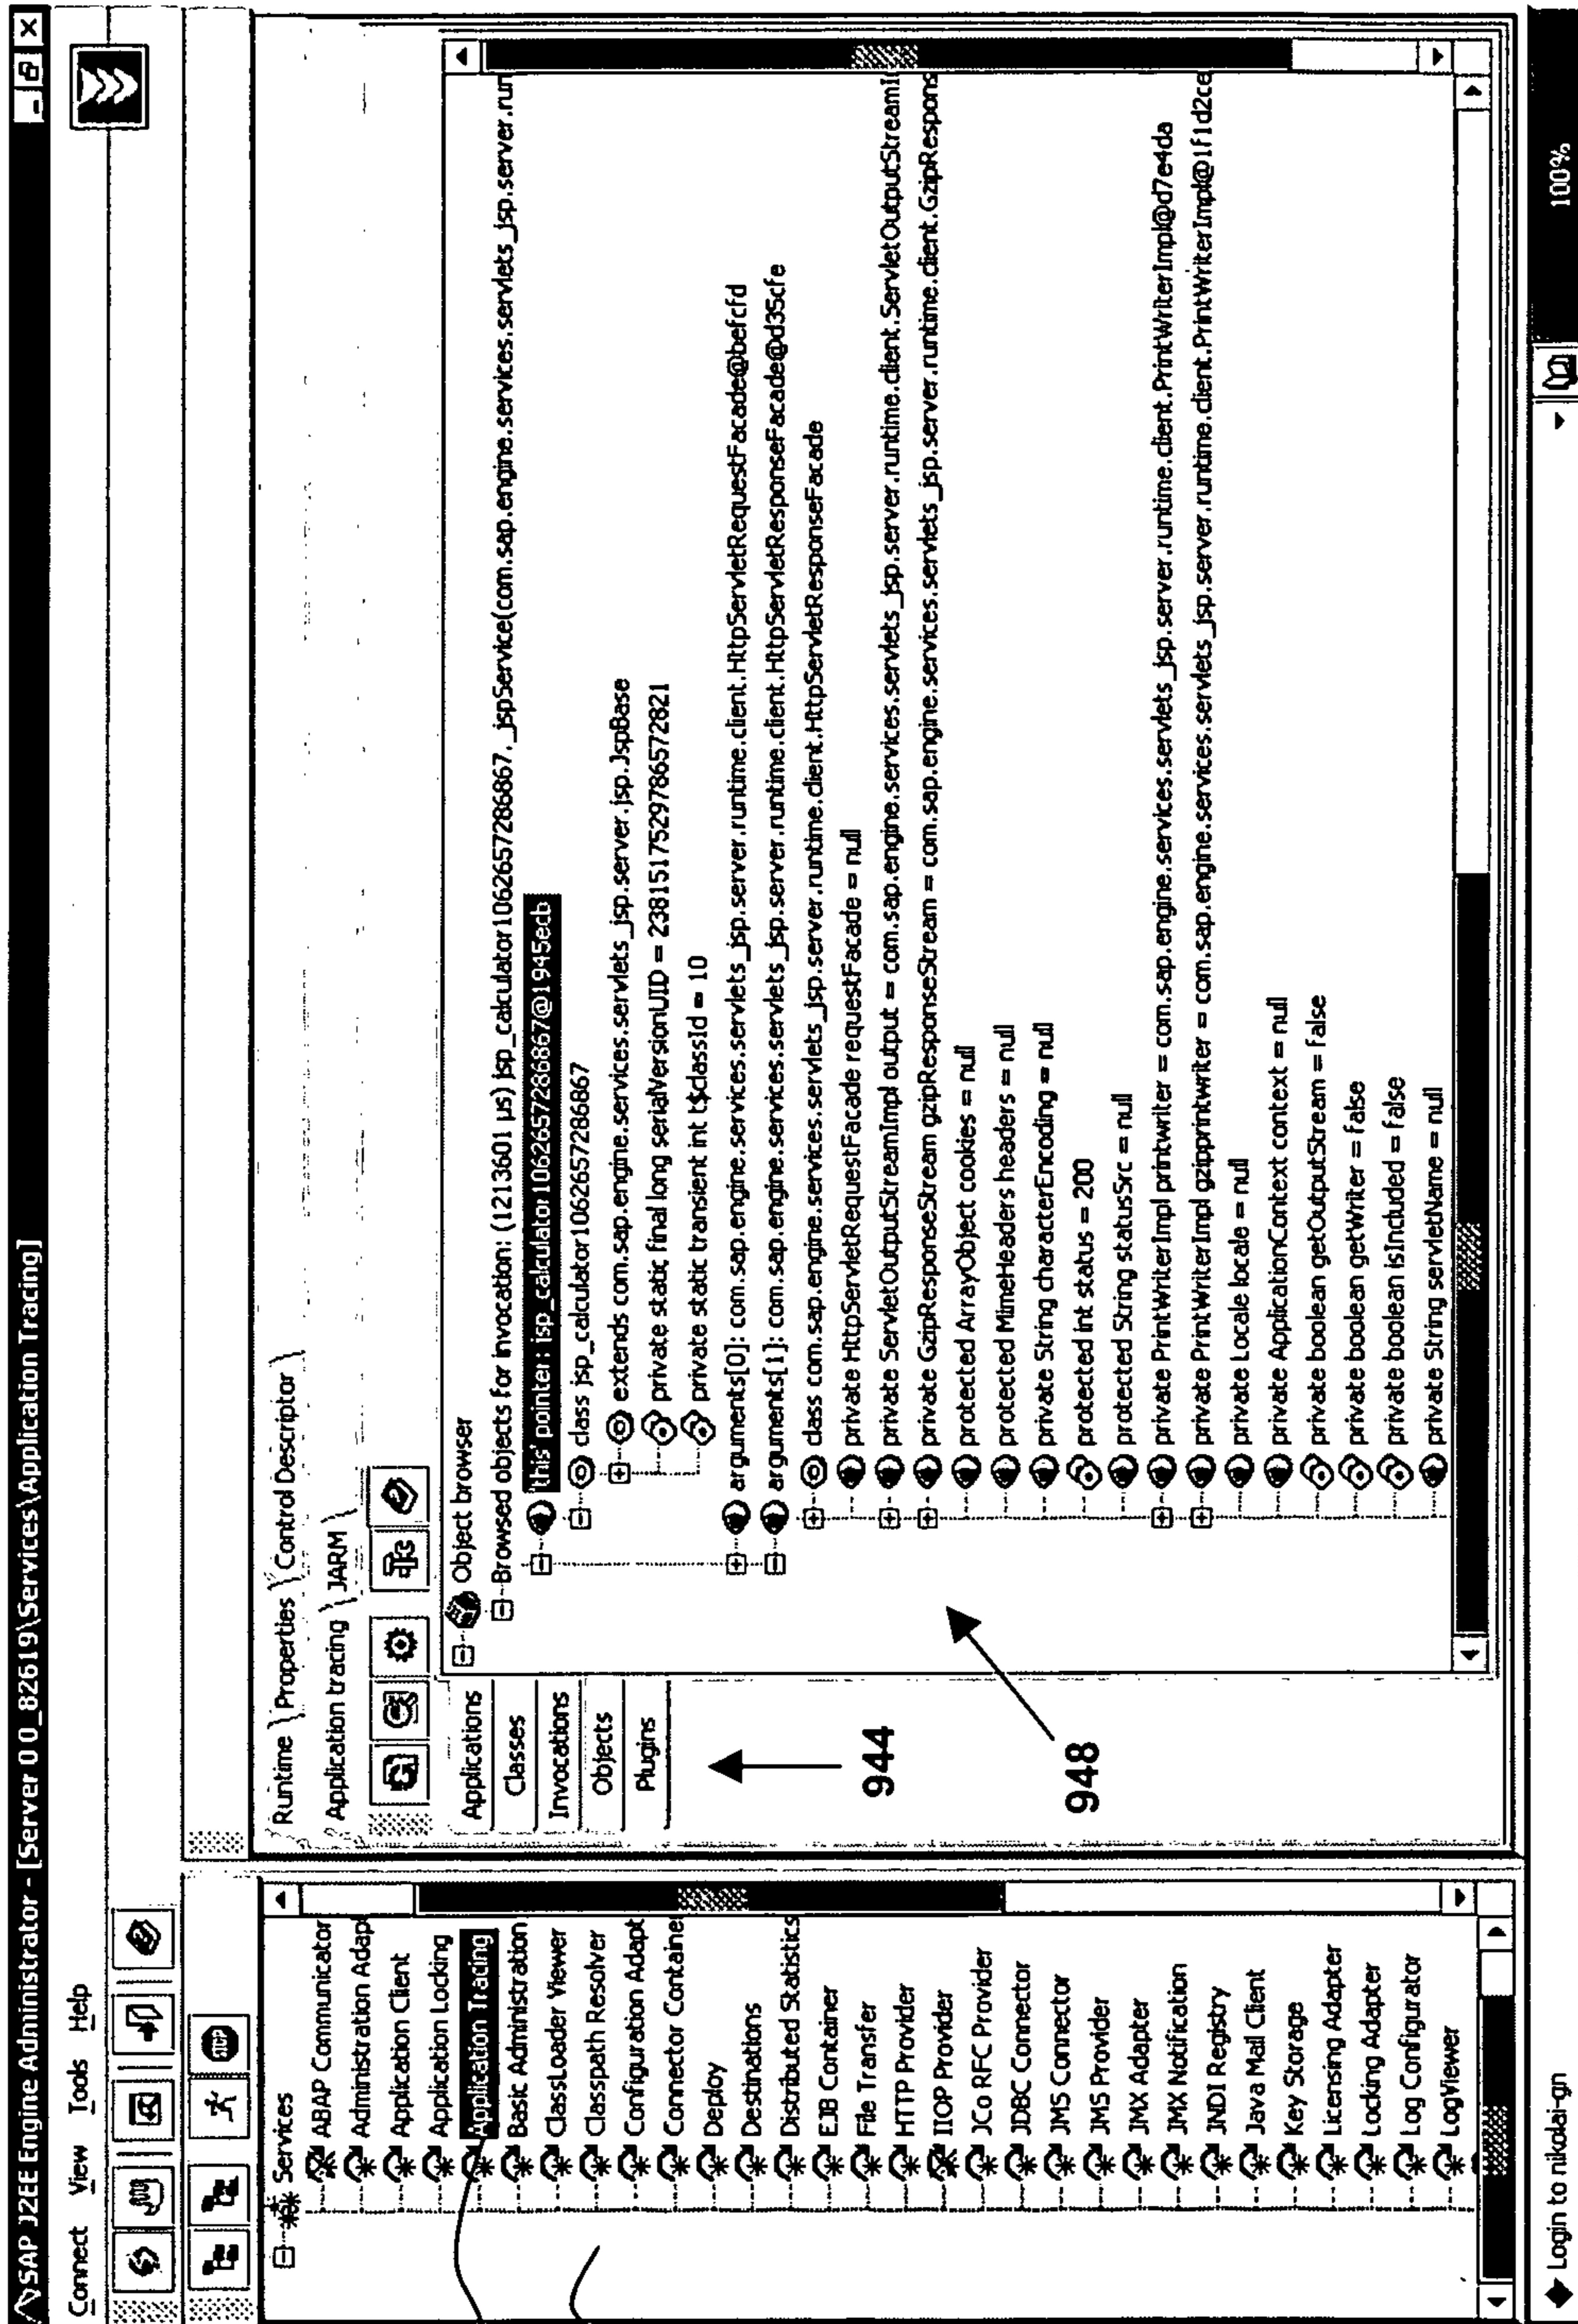 SAP J2EE Engine Administrator - [Server 0 0_82619\Services\Application Tracing]
Connect View Tools Help
Services
ABAP Communicator
Administration Adap
Application Client
Application Locking
Application Tracing
Basic Administration
ClassLoader Viewer
Classpath Resolver
Configuration Adapt
Connector Container
Deploy
Destinations
Distributed Statistics
EJB Container
File Transfer
HTTP Provider
IIOP Provider
JCo RFC Provider
JDBC Connector
JMS Connector
JMS Provider
JMX Adapter
JMX Notification
JNDI Registry
Java Mail Client
Key Storage
Licensing Adapter
Locking Adapter
Log Configurator
LogViewer
Runtime Properties Control Descriptor
Application tracing JARM
Applications
Classes
Invocations
Objects
Plugins
944
948
Object browser
Browsed objects for invocation: (1213601 µs) jsp_calculator1062657286867._jspService(com.sap.engine.services.servlets_jsp.server.run
'this' pointer: jsp_calculator1062657286867@1945ecb
class jsp_calculator1062657286867
extends com.sap.engine.services.servlets_jsp.server.jsp.JspBase
private static final long serialVersionUID = 2381517529786572821
private static transient int t$classId = 10
arguments[0]: com.sap.engine.services.servlets_jsp.server.runtime.client.HttpServletRequestFacade@befcfd
arguments[1]: com.sap.engine.services.servlets_jsp.server.runtime.client.HttpServletResponseFacade@d35cfe
class com.sap.engine.services.servlets_jsp.server.runtime.client.HttpServletResponseFacade
private HttpServletRequestFacade requestFacade = null
private ServletOutputStreamImpl output = com.sap.engine.services.servlets_jsp.server.runtime.client.ServletOutputStreamI
private GzipResponseStream gzipResponseStream = com.sap.engine.services.servlets_jsp.server.runtime.client.GzipRespons
protected ArrayObject cookies = null
protected MimeHeaders headers = null
private String characterEncoding = null
protected int status = 200
protected String statusSrc = null
private PrintWriterImpl printwriter = com.sap.engine.services.servlets_jsp.server.runtime.client.PrintWriterImpl@d7e4da
private PrintWriterImpl gzipprintwriter = com.sap.engine.services.servlets_jsp.server.runtime.client.PrintWriterImpl@1f1d2ce
private Locale locale = null
private ApplicationContext context = null
private boolean getOutputStream = false
private boolean getWriter = false
private boolean isIncluded = false
private String servletName = null
Login to nikolai-gn
100%